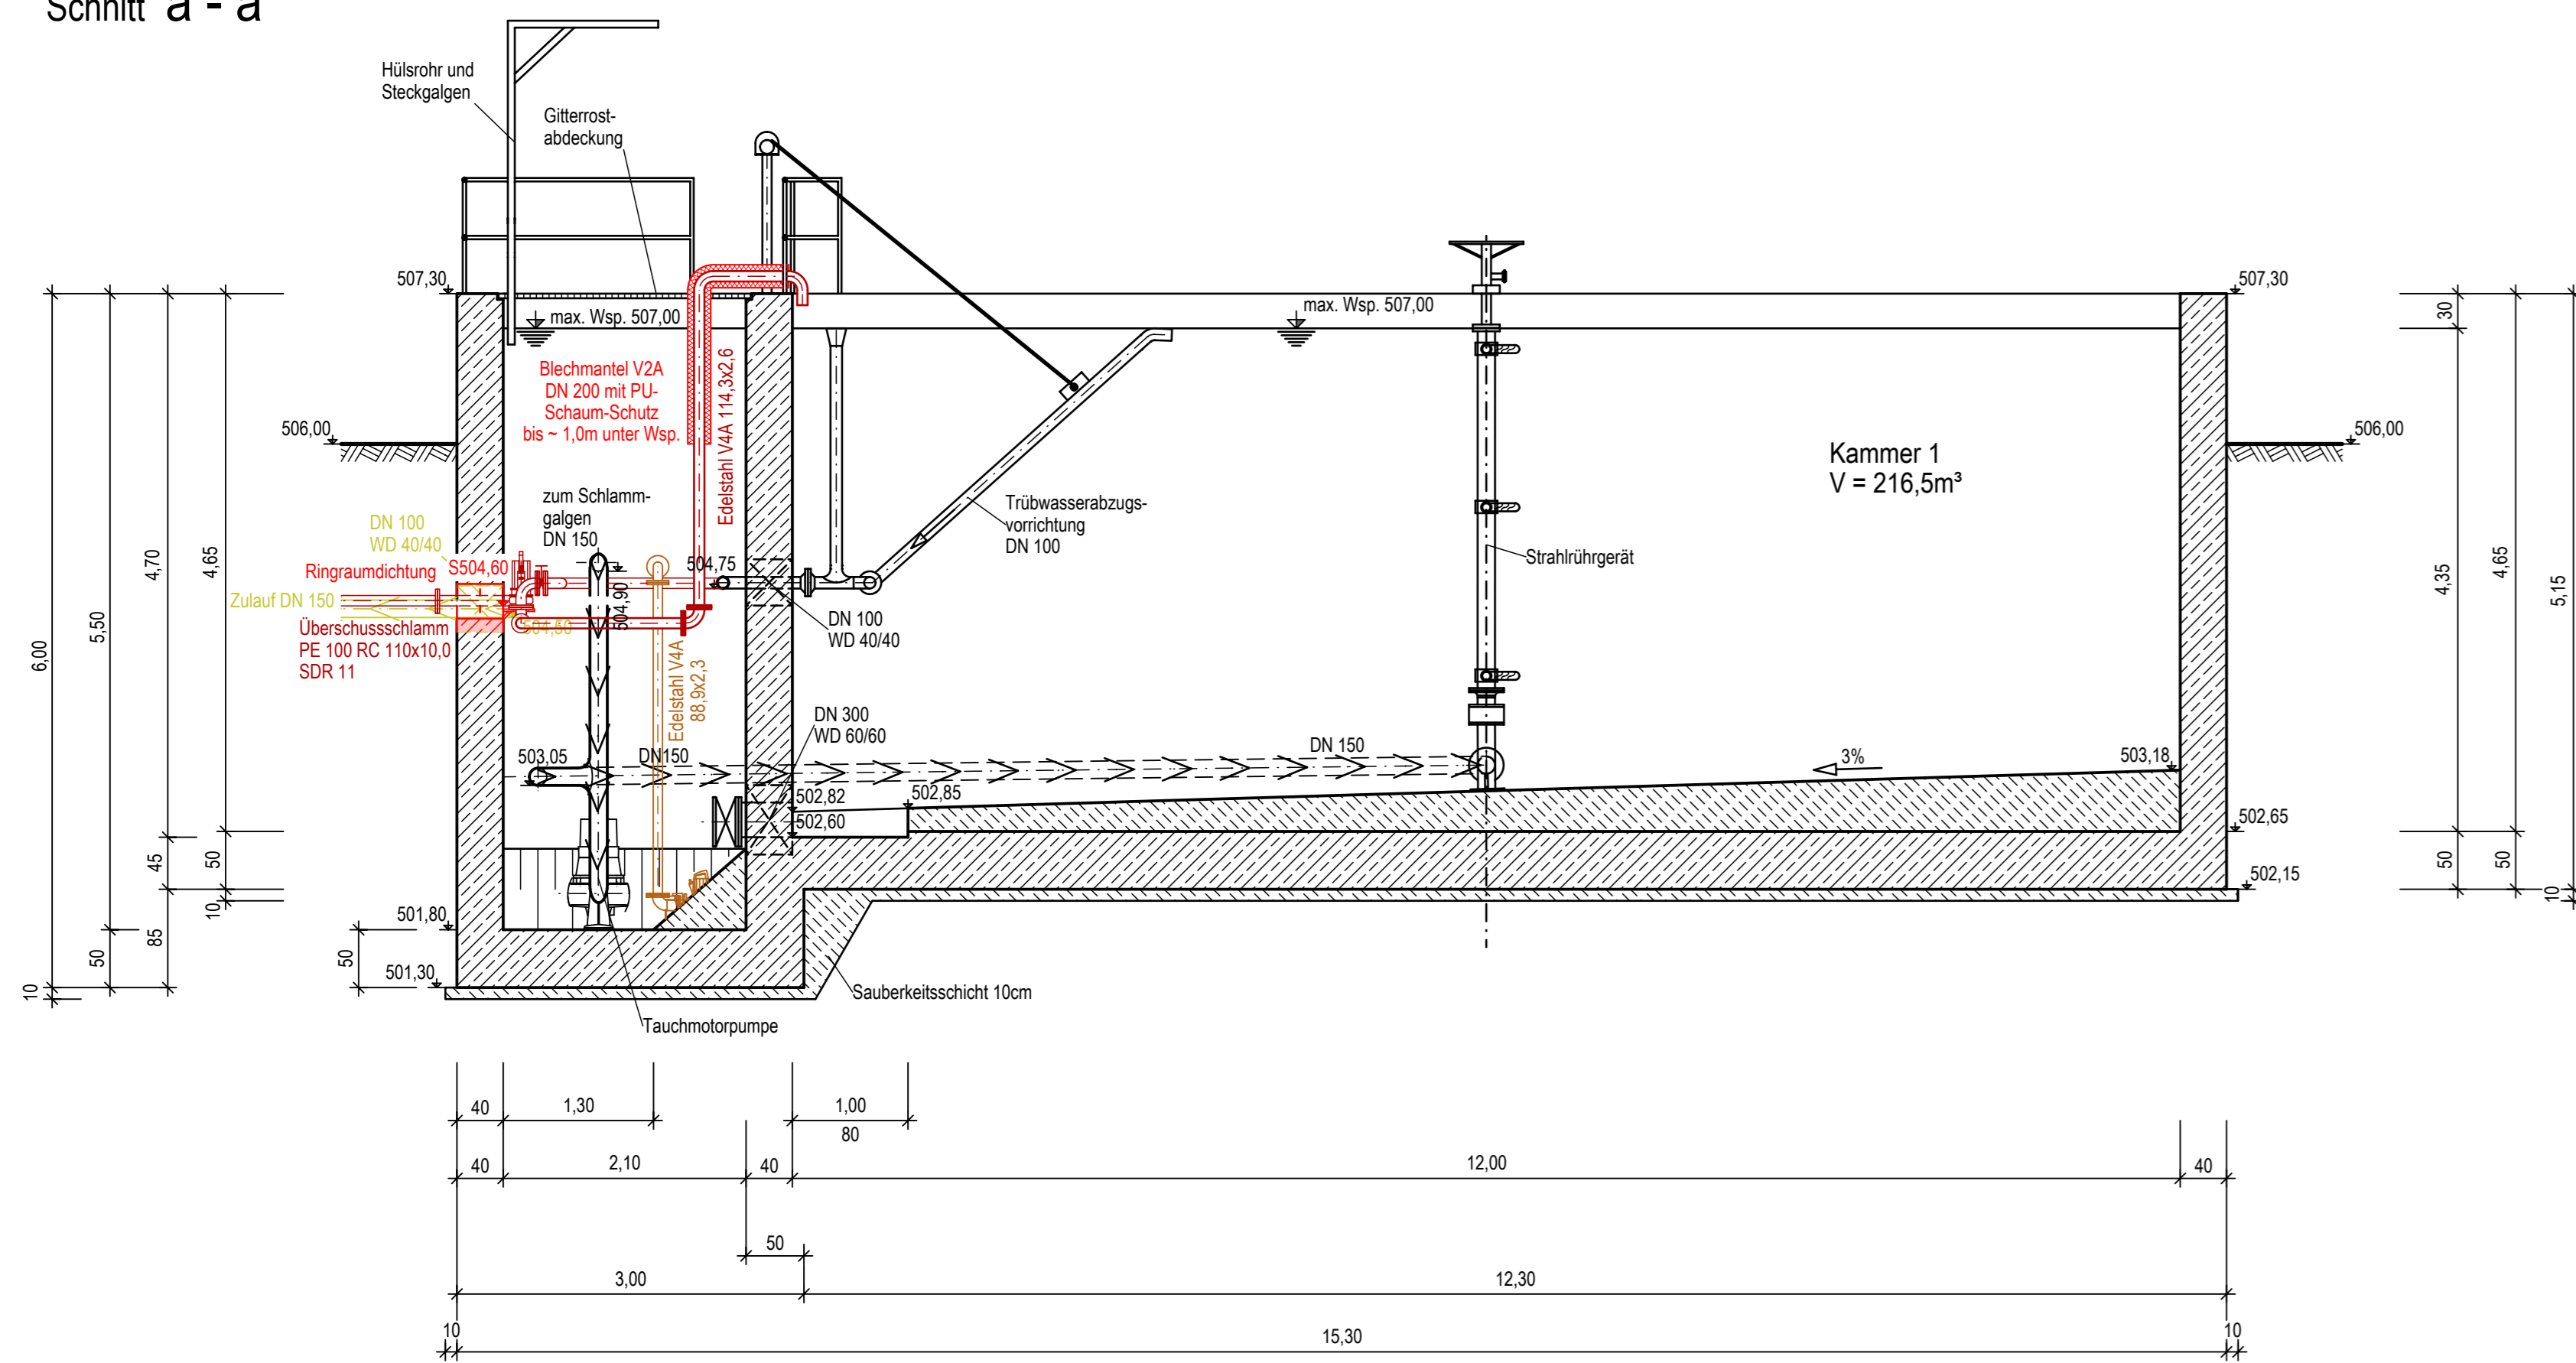 Schnitt a - a
Hülsrohr und
Steckgalgen
Gitterrost-
abdeckung
507,30
max. Wsp. 507,00
max. Wsp. 507,00
507,30
30
Blechmantel V2A
DN 200 mit PU-
Schaum-Schutz
bis ~ 1,0m unter Wsp.
Edelstahl V4A 114,3x2,6
506,00
506,00
Kammer 1
V = 216,5m³
zum Schlamm-
galgen
DN 150
Trübwasserabzugs-
vorrichtung
DN 100
Strahlrührgerät
DN 100
WD 40/40
Ringraumdichtung
S504,60
504,75
504,90
Zulauf DN 150
504,50
Überschussschlamm
PE 100 RC 110x10,0
SDR 11
DN 100
WD 40/40
Edelstahl V4A
88,9x2,3
6,00
5,50
4,70
4,65
4,35
4,65
5,15
DN 300
WD 60/60
503,05
DN150
DN 150
3%
503,18
502,82
502,85
502,60
502,65
45
50
50
50
502,15
10
10
501,80
85
50
50
501,30
10
Sauberkeitsschicht 10cm
Tauchmotorpumpe
40
1,30
1,00
80
40
2,10
40
12,00
40
50
3,00
12,30
10
15,30
10